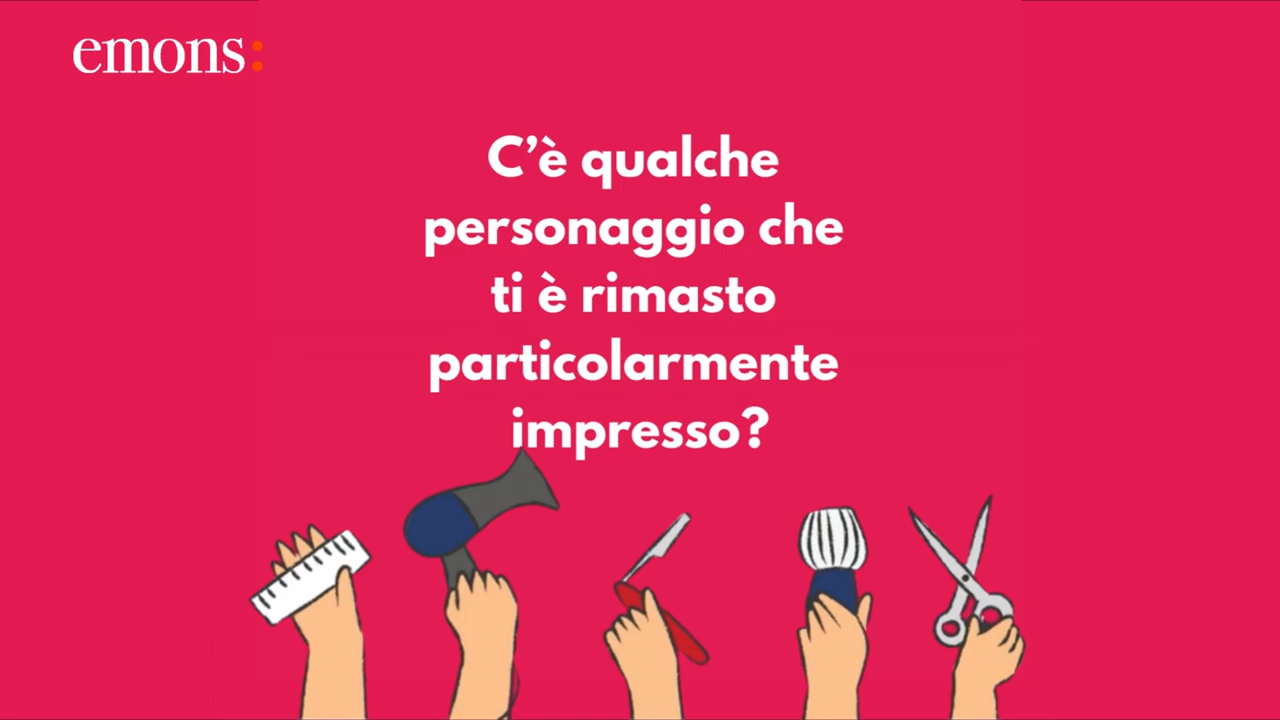 emons:
C’è qualche
personaggio che
ti è rimasto
particolarmente
impresso?